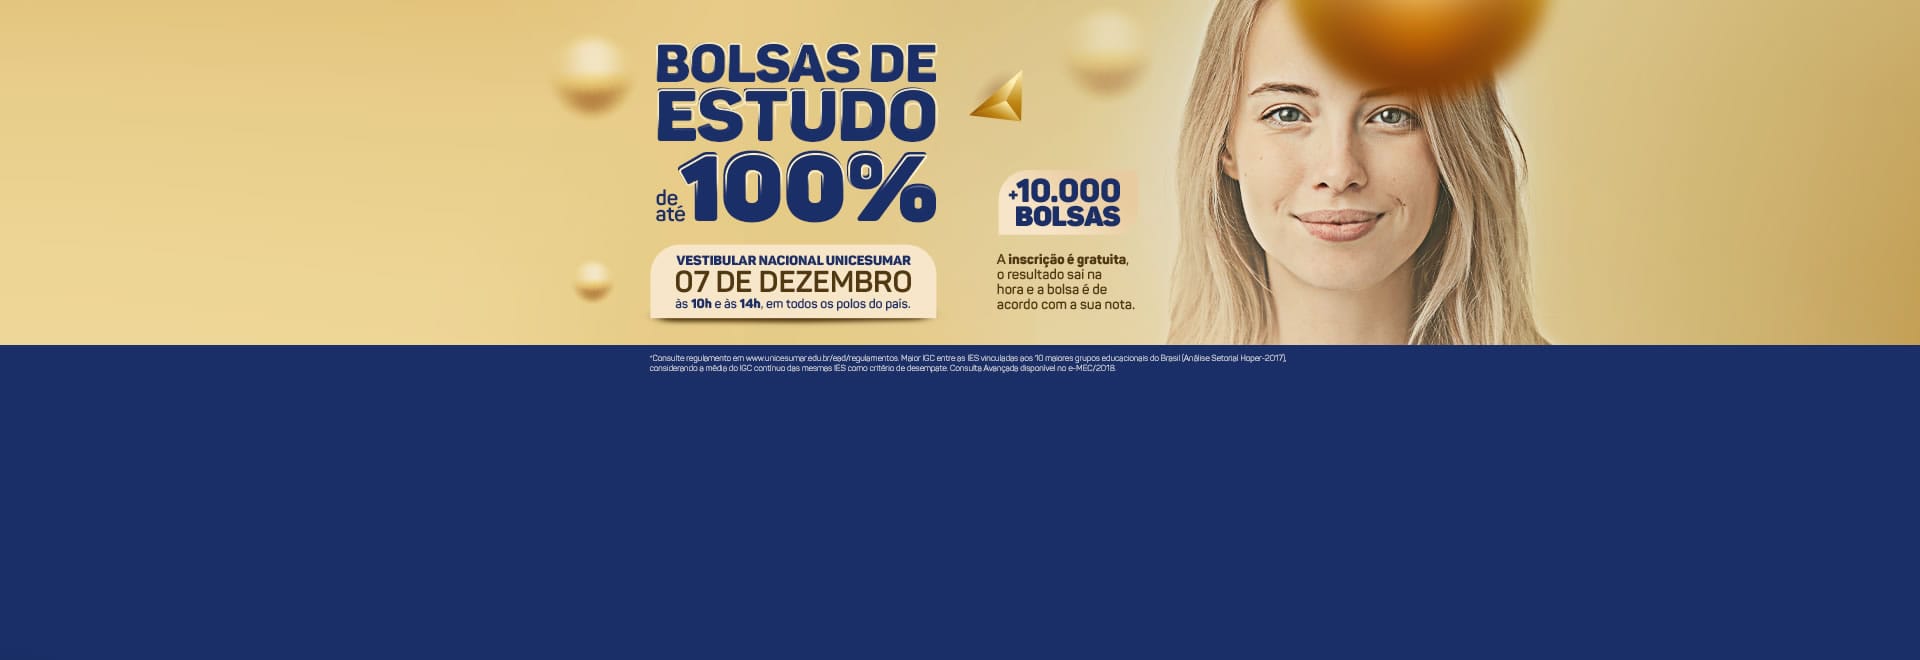 BOLSAS DE
ESTUDO
de
até
100%
VESTIBULAR NACIONAL UNICESUMAR
07 DE DEZEMBRO
às 10h e às 14h, em todos os polos do país.
+10.000
BOLSAS
A inscrição é gratuita,
o resultado sai na
hora e a bolsa é de
acordo com a sua nota.
*Consulte regulamento em www.unicesumar.edu.br/ead/regulamentos. Maior IGC entre as IES vinculadas aos 10 maiores grupos educacionais do Brasil (Análise Setorial Hoper-2017),
considerando a média do IGC contínuo das mesmas IES como critério de desempate. Consulta Avançada disponível no e-MEC/2018.